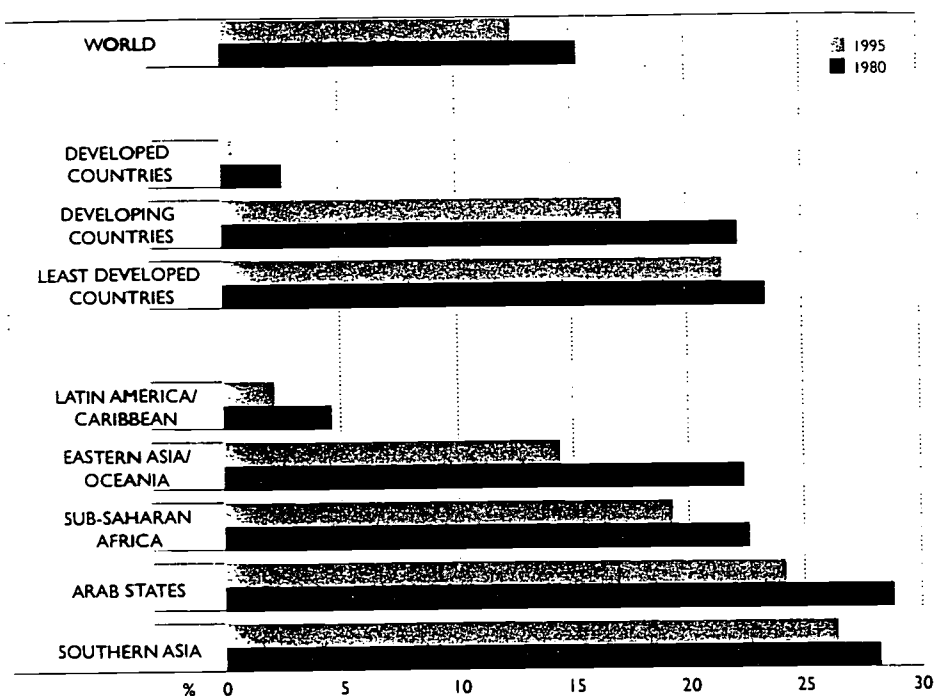 WORLD
1995
1980
DEVELOPED
COUNTRIES
DEVELOPING
COUNTRIES
LEAST DEVELOPED
COUNTRIES
LATIN AMERICA/
CARIBBEAN
EASTERN ASIA/
OCEANIA
SUB-SAHARAN
AFRICA
ARAB STATES
SOUTHERN ASIA
% 0 5 10 15 20 25 30